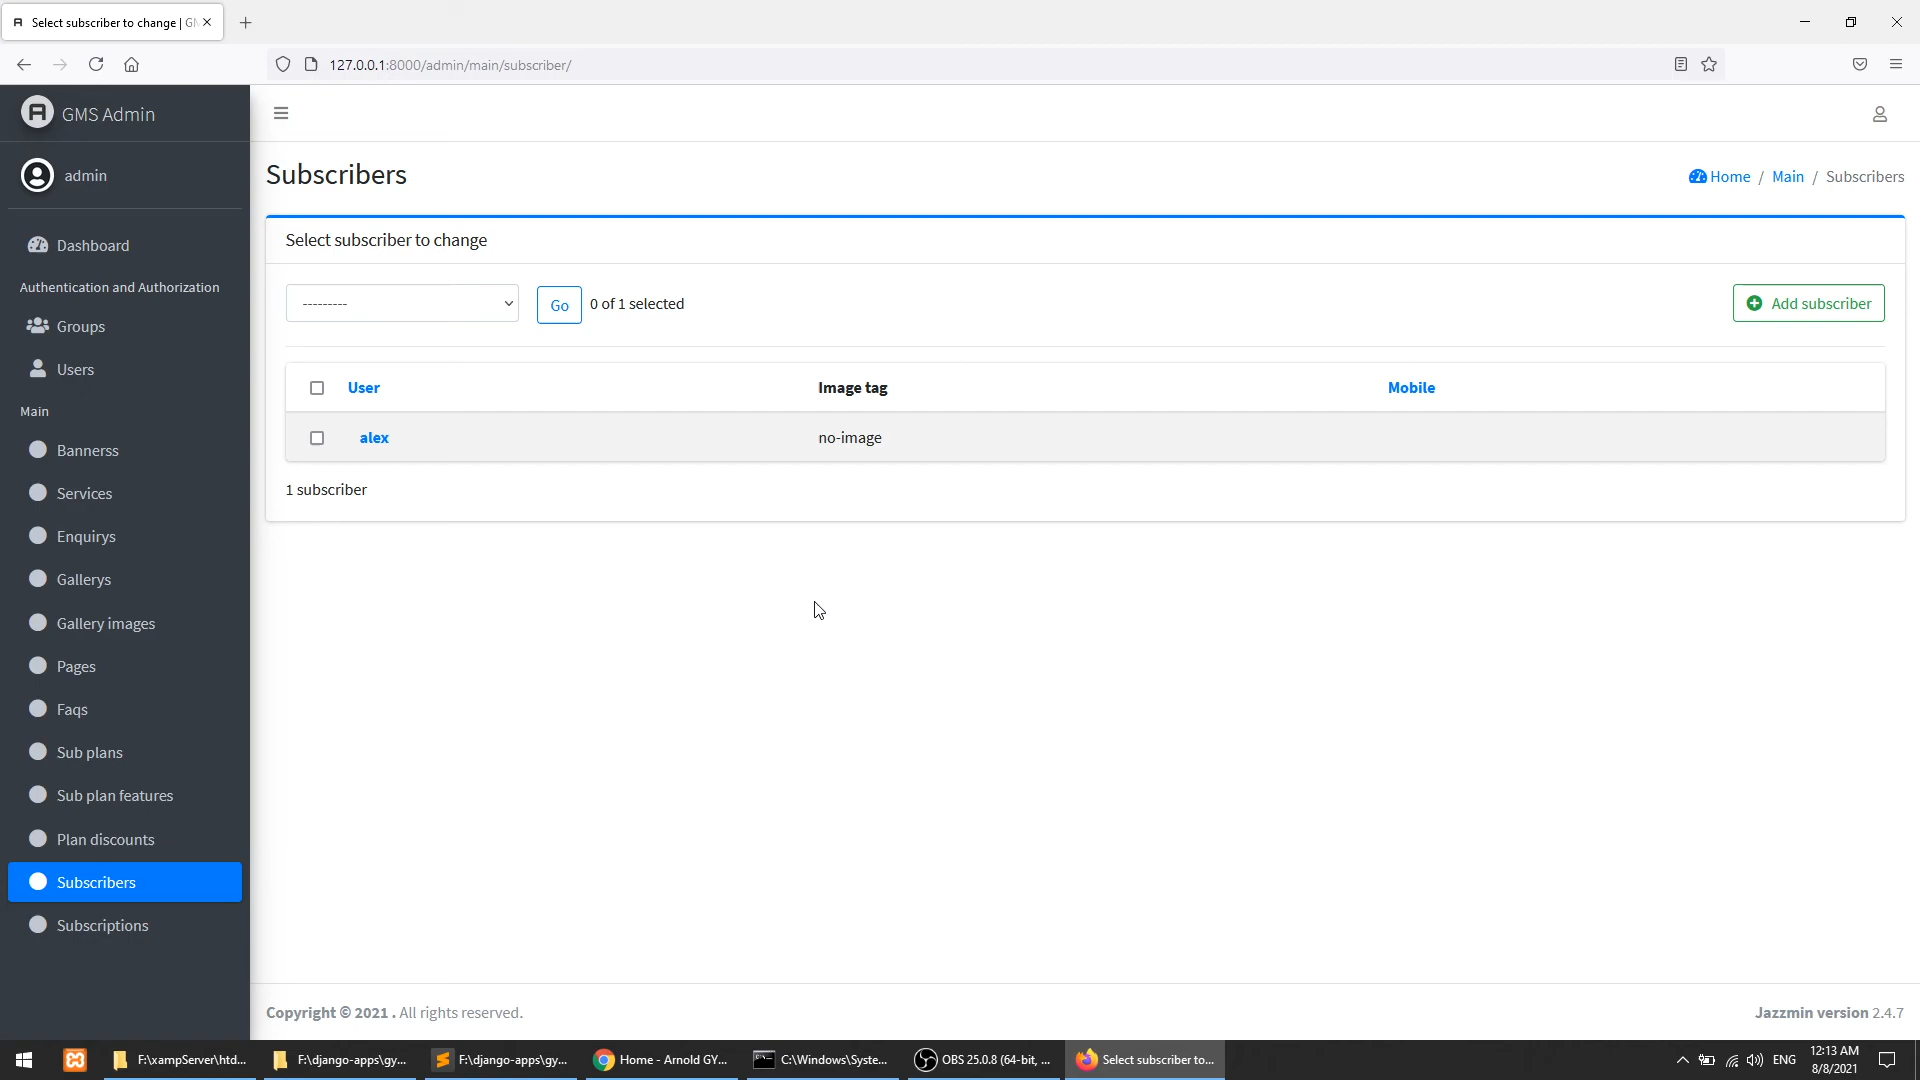 Select subscriber to change | GM
127.0.0.1:8000/admin/main/subscriber/
GMS Admin
admin
Dashboard
Authentication and Authorization
Groups
Users
Main
Bannerss
Services
Enquirys
Gallerys
Gallery images
Pages
Faqs
Sub plans
Sub plan features
Plan discounts
Subscribers
Subscriptions
Subscribers
Home / Main / Subscribers
Select subscriber to change
---------
Go
0 of 1 selected
Add subscriber
User Image tag Mobile
alex no-image
1 subscriber
Copyright © 2021 . All rights reserved.
Jazzmin version 2.4.7
F:\xampServer\htd...
F:\django-apps\gy...
F:\django-apps\gy...
Home - Arnold GY...
C:\Windows\Syste...
OBS 25.0.8 (64-bit, ...
Select subscriber to...
ENG
12:13 AM
8/8/2021